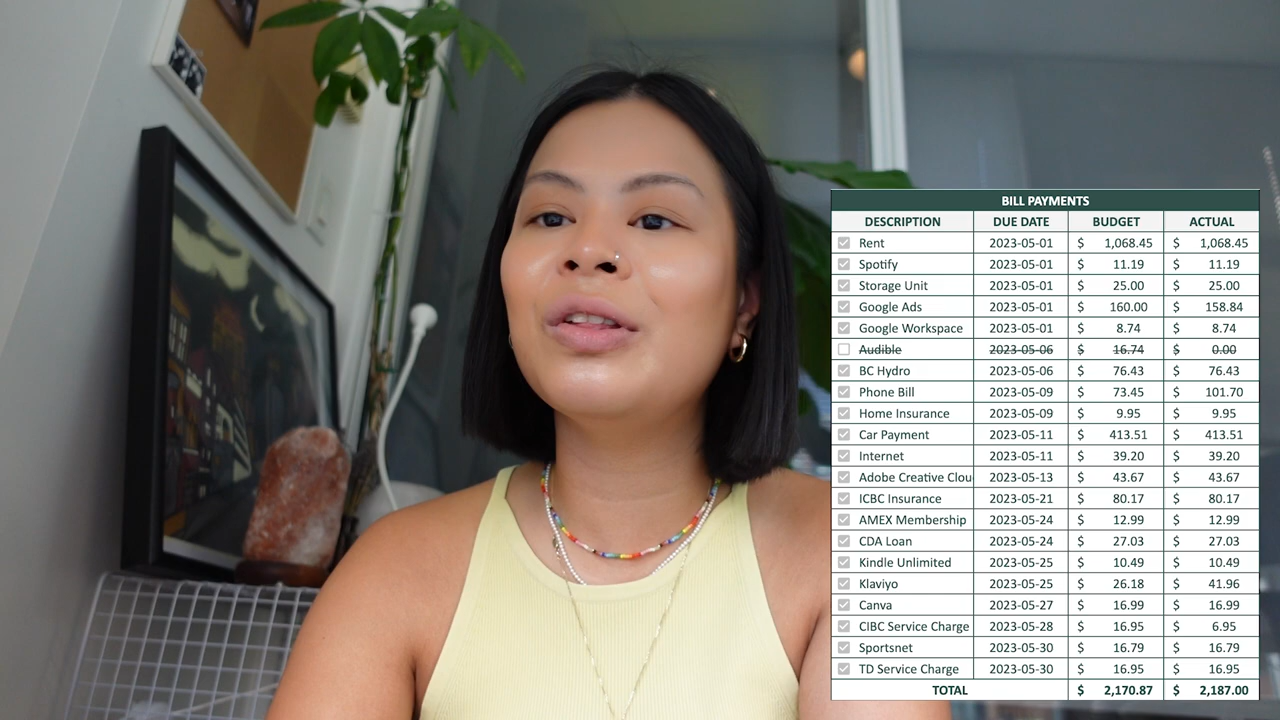 BILL PAYMENTS
DESCRIPTION DUE DATE BUDGET ACTUAL
Rent 2023-05-01 $ 1,068.45 $ 1,068.45
Spotify 2023-05-01 $ 11.19 $ 11.19
Storage Unit 2023-05-01 $ 25.00 $ 25.00
Google Ads 2023-05-01 $ 160.00 $ 158.84
Google Workspace 2023-05-01 $ 8.74 $ 8.74
Audible 2023-05-06 $ 16.74 $ 0.00
BC Hydro 2023-05-06 $ 76.43 $ 76.43
Phone Bill 2023-05-09 $ 73.45 $ 101.70
Home Insurance 2023-05-09 $ 9.95 $ 9.95
Car Payment 2023-05-11 $ 413.51 $ 413.51
Internet 2023-05-11 $ 39.20 $ 39.20
Adobe Creative Clou 2023-05-13 $ 43.67 $ 43.67
ICBC Insurance 2023-05-21 $ 80.17 $ 80.17
AMEX Membership 2023-05-24 $ 12.99 $ 12.99
CDA Loan 2023-05-24 $ 27.03 $ 27.03
Kindle Unlimited 2023-05-25 $ 10.49 $ 10.49
Klaviyo 2023-05-25 $ 26.18 $ 41.96
Canva 2023-05-27 $ 16.99 $ 16.99
CIBC Service Charge 2023-05-28 $ 16.95 $ 6.95
Sportsnet 2023-05-30 $ 16.79 $ 16.79
TD Service Charge 2023-05-30 $ 16.95 $ 16.95
TOTAL $ 2,170.87 $ 2,187.00